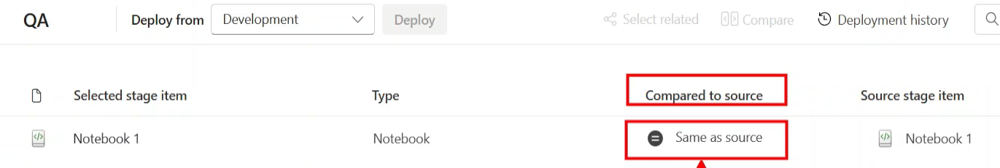 QA Deploy from Development Deploy Select related Compare Deployment history
Selected stage item Type Compared to source Source stage item
Notebook 1 Notebook Same as source Notebook 1